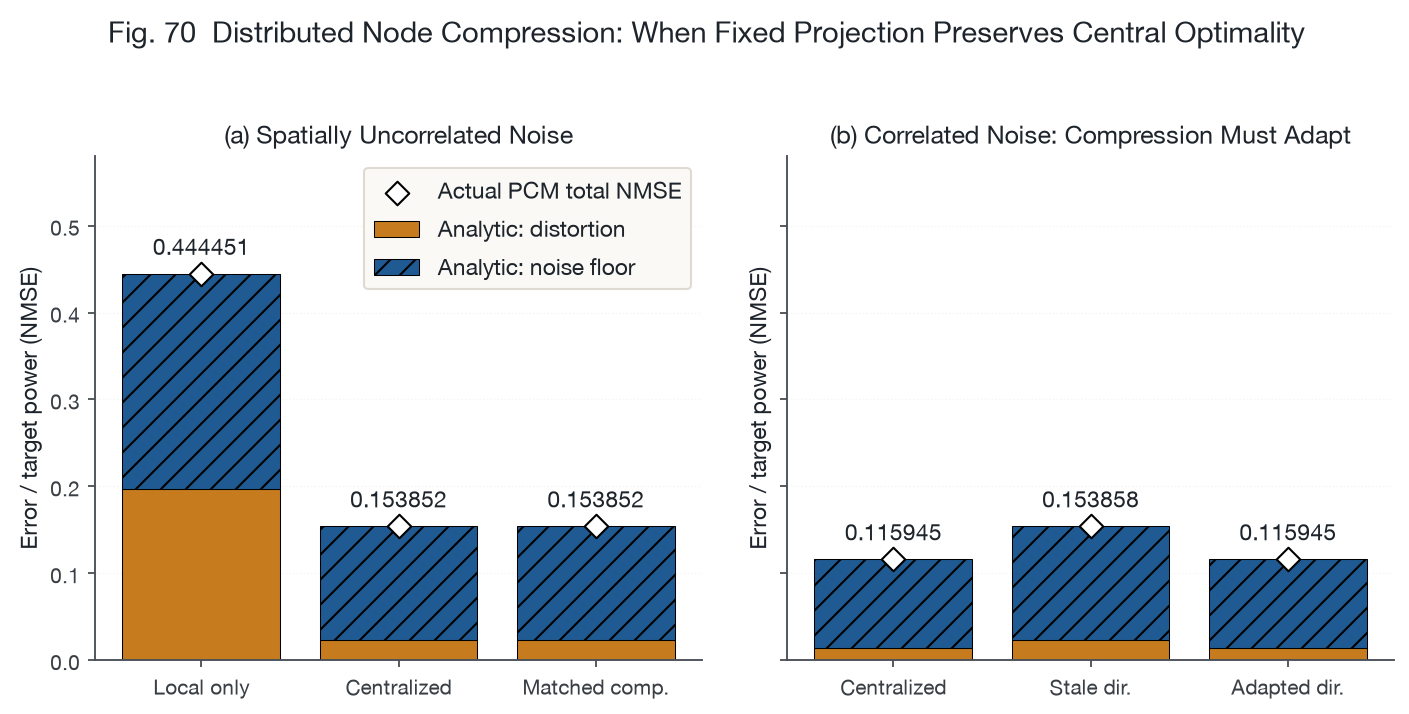 Fig. 70  Distributed Node Compression: When Fixed Projection Preserves Central Optimality
(a) Spatially Uncorrelated Noise
Actual PCM total NMSE
Analytic: distortion
Analytic: noise floor
Error / target power (NMSE)
0.5
0.4
0.3
0.2
0.1
0.0
0.444451
0.153852
0.153852
Local only
Centralized
Matched comp.
(b) Correlated Noise: Compression Must Adapt
Error / target power (NMSE)
0.115945
0.153858
0.115945
Centralized
Stale dir.
Adapted dir.